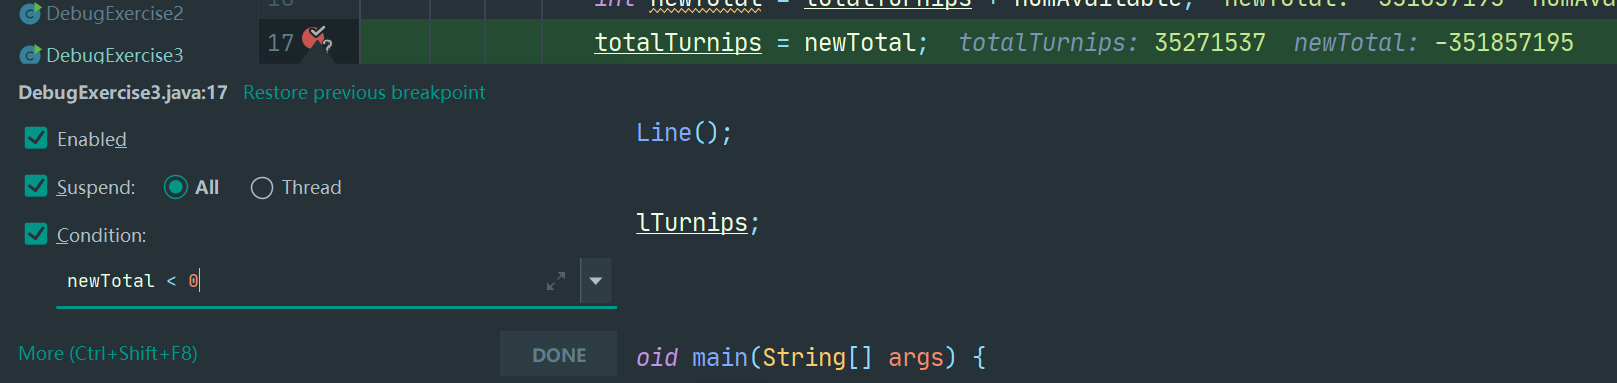 DebugExercise2
int newTotal = totalTurnips + numAvailable; newTotal: -351857195 numAva
DebugExercise3
17 totalTurnips = newTotal; totalTurnips: 35271537 newTotal: -351857195
DebugExercise3.java:17 Restore previous breakpoint
Enabled
Line();
Suspend: All Thread
Condition:
lTurnips;
newTotal < 0
More (Ctrl+Shift+F8) DONE
oid main(String[] args) {